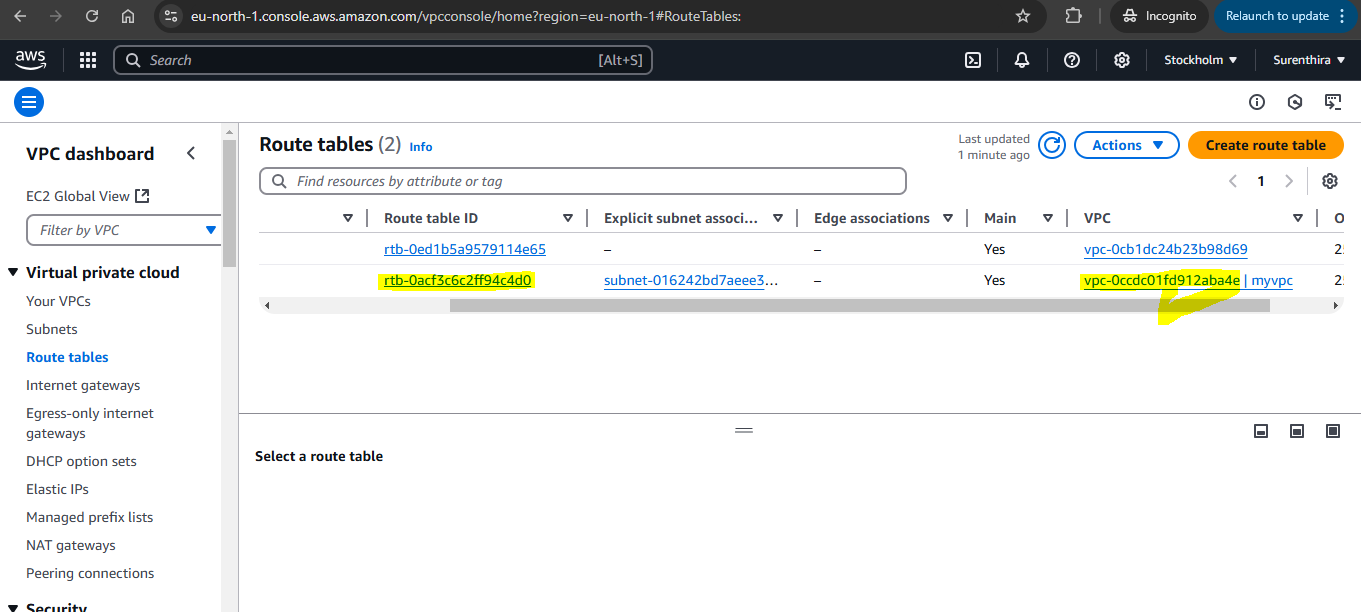 eu-north-1.console.aws.amazon.com/vpcconsole/home?region=eu-north-1#RouteTables:
Incognito
Relaunch to update
aws
Search
[Alt+S]
Stockholm
Surenthira
VPC dashboard
EC2 Global View
Filter by VPC
Virtual private cloud
Your VPCs
Subnets
Route tables
Internet gateways
Egress-only internet
gateways
DHCP option sets
Elastic IPs
Managed prefix lists
NAT gateways
Peering connections
Security
Route tables (2) Info
Last updated
1 minute ago
Actions
Create route table
Find resources by attribute or tag
1
Route table ID Explicit subnet associ... Edge associations Main VPC O
rtb-0ed1b5a9579114e65 – – Yes vpc-0cb1dc24b23b98d69 2
rtb-0acf3c6c2ff94c4d0 subnet-016242bd7aeee3... – Yes vpc-0ccdc01fd912aba4e | myvpc 2
Select a route table